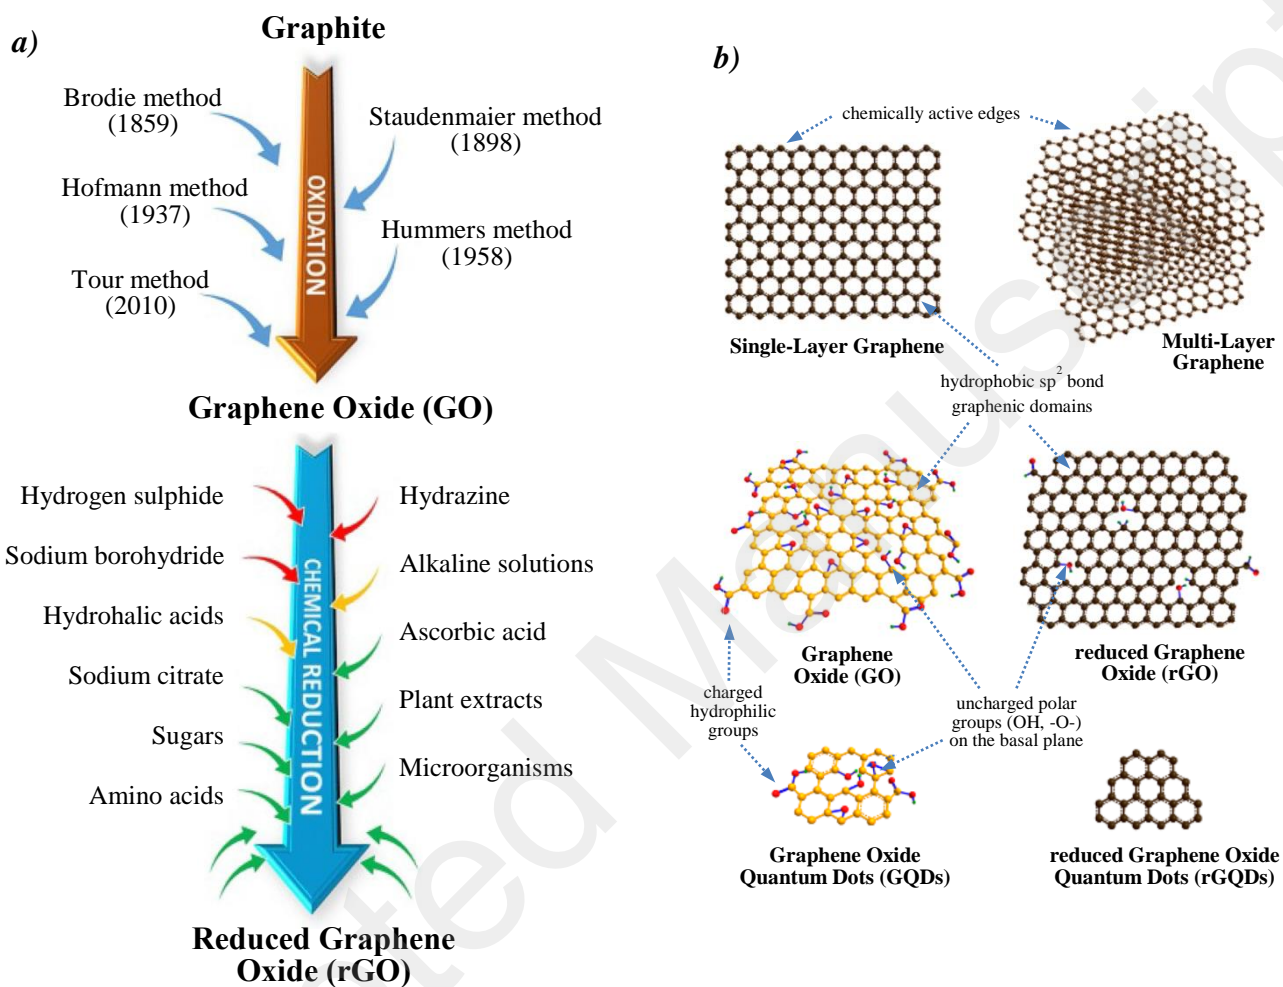 a)
Graphite
Brodie method
(1859)
Staudenmaier method
(1898)
Hofmann method
(1937)
Hummers method
(1958)
Tour method
(2010)
OXIDATION
Graphene Oxide (GO)
Hydrogen sulphide
Hydrazine
Sodium borohydride
Alkaline solutions
Hydrohalic acids
Ascorbic acid
Sodium citrate
Plant extracts
Sugars
Microorganisms
Amino acids
CHEMICAL REDUCTION
Reduced Graphene
Oxide (rGO)
b)
chemically active edges
Single-Layer Graphene
Multi-Layer
Graphene
hydrophobic sp² bond
graphenic domains
Graphene
Oxide (GO)
reduced Graphene
Oxide (rGO)
charged
hydrophilic
groups
uncharged polar
groups (OH, -O-)
on the basal plane
Graphene Oxide
Quantum Dots (GQDs)
reduced Graphene Oxide
Quantum Dots (rGQDs)
ted Manuscript